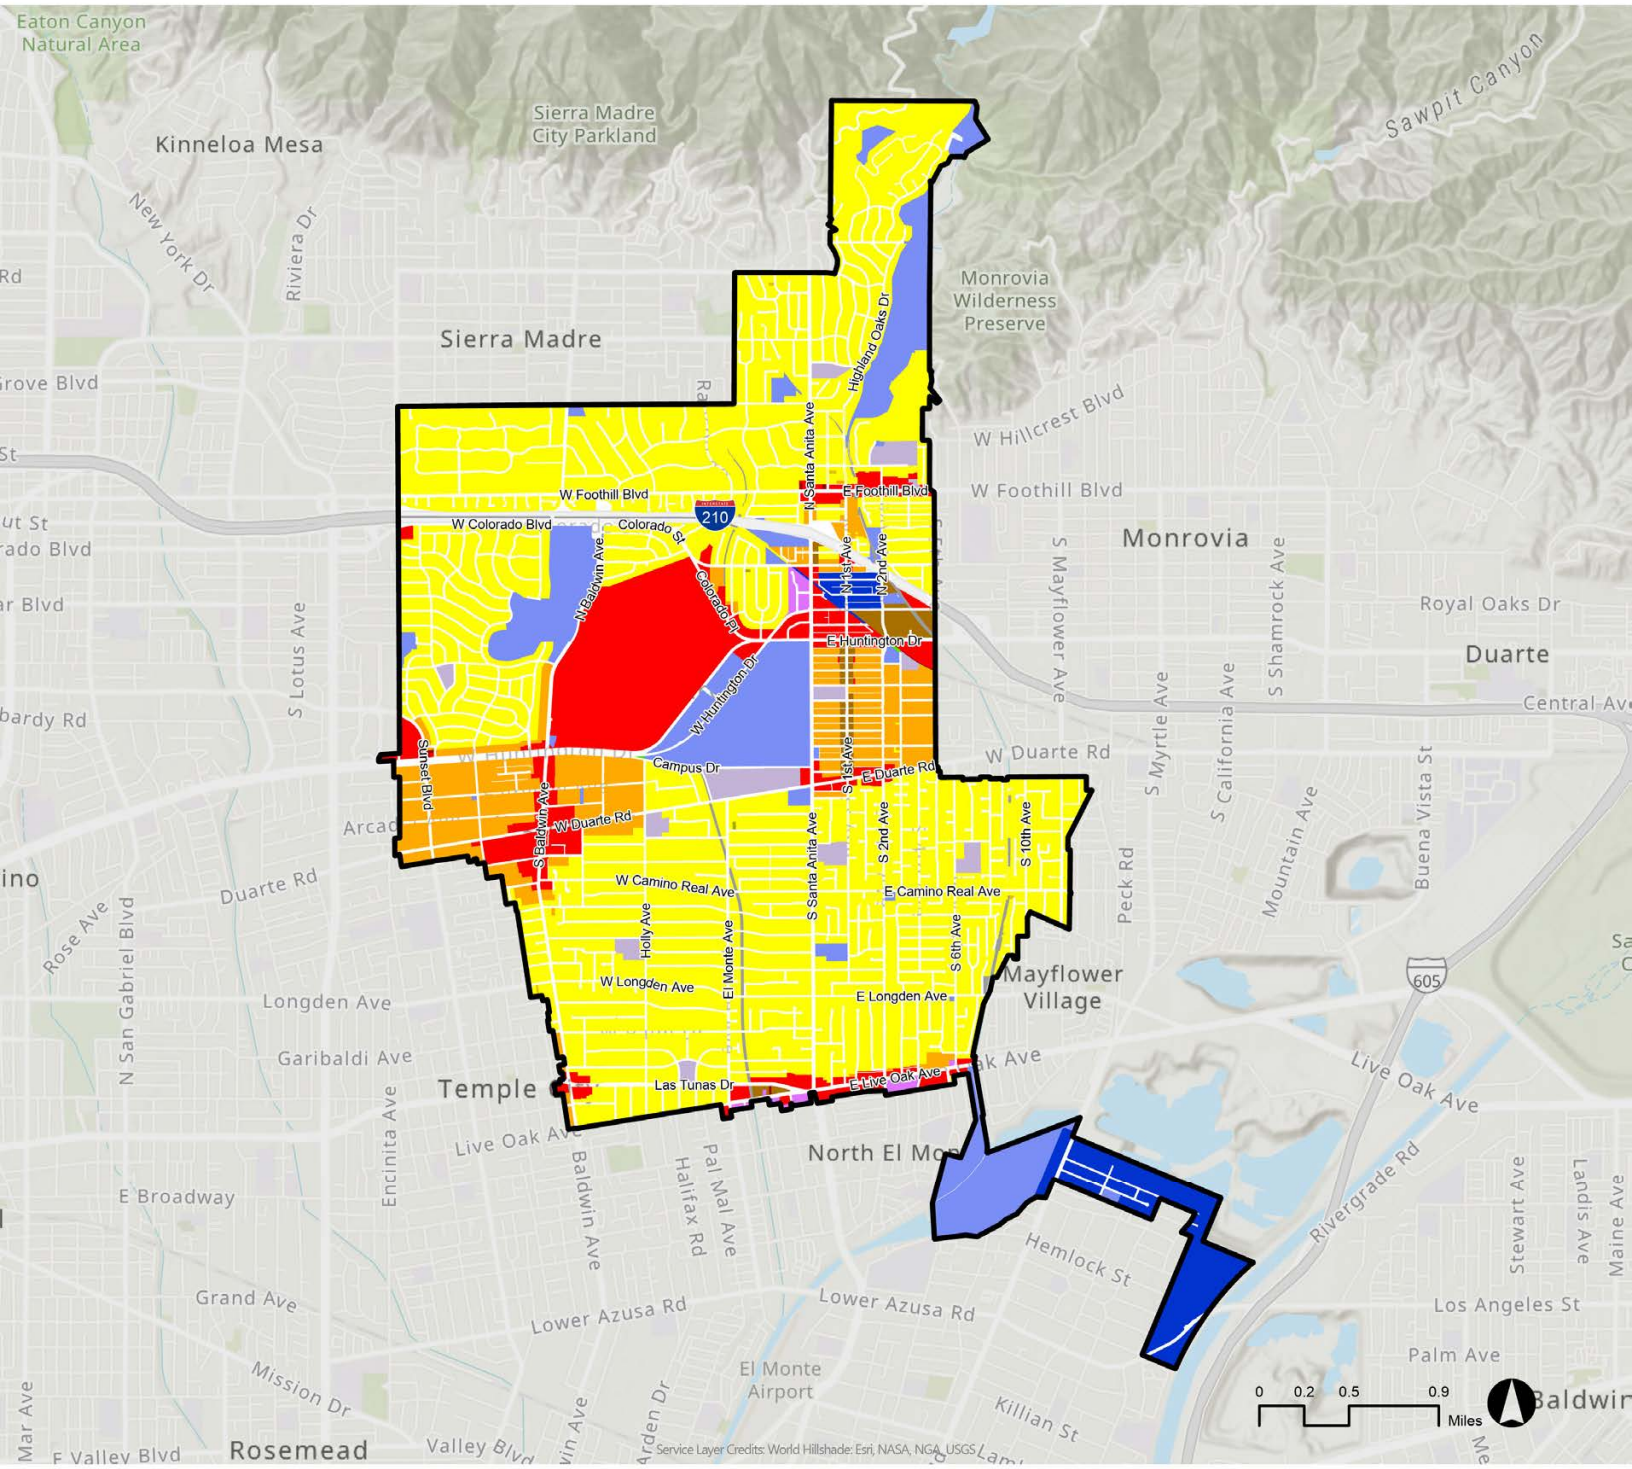 Eaton Canyon
Natural Area
Kinneloa Mesa
Sierra Madre
City Parkland
Sawpit Canyon
New York Dr
Riviera Dr
Rd
Monrovia
Wilderness
Preserve
Sierra Madre
Highland Oaks Dr
Grove Blvd
N Santa Anita Ave
W Hillcrest Blvd
St
W Foothill Blvd
E Foothill Blvd
W Foothill Blvd
INTERSTATE
210
W Colorado Blvd
Colorado St
Monrovia
N Baldwin Ave
N 1st Ave
N 2nd Ave
S Mayflower Ave
S Shamrock Ave
Colorado Pl
Royal Oaks Dr
S Lotus Ave
E Huntington Dr
Duarte
W Huntington Dr
S Myrtle Ave
S California Ave
Central Ave
Sunset Blvd
Campus Dr
S 1st Ave
E Duarte Rd
W Duarte Rd
Buena Vista St
S Baldwin Ave
W Duarte Rd
Duarte Rd
S Santa Anita Ave
S 2nd Ave
S 10th Ave
Peck Rd
Mountain Ave
W Camino Real Ave
E Camino Real Ave
Rose Ave
N San Gabriel Blvd
Holly Ave
El Monte Ave
S 6th Ave
Longden Ave
W Longden Ave
E Longden Ave
Mayflower
Village
605
Garibaldi Ave
Temple
Las Tunas Dr
E Live Oak Ave
Live Oak Ave
Encinita Ave
Live Oak Ave
Baldwin Ave
Halifax Rd
Pal Mal Ave
North El Mon
E Broadway
Hemlock St
Rivergrade Rd
Stewart Ave
Landis Ave
Maine Ave
Grand Ave
Lower Azusa Rd
Lower Azusa Rd
Los Angeles St
Mission Dr
El Monte
Airport
Palm Ave
0 0.2 0.5 0.9
Miles
Baldwin
Mar Ave
Arden Dr
Killian St
E Valley Blvd
Rosemead
Valley Blvd
Service Layer Credits: World Hillshade: Esri, NASA, NGA, USGS